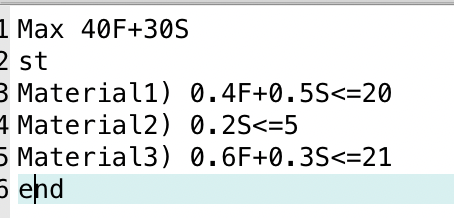 1 Max 40F+30S
2 st
3 Material1) 0.4F+0.5S<=20
4 Material2) 0.2S<=5
5 Material3) 0.6F+0.3S<=21
6 end